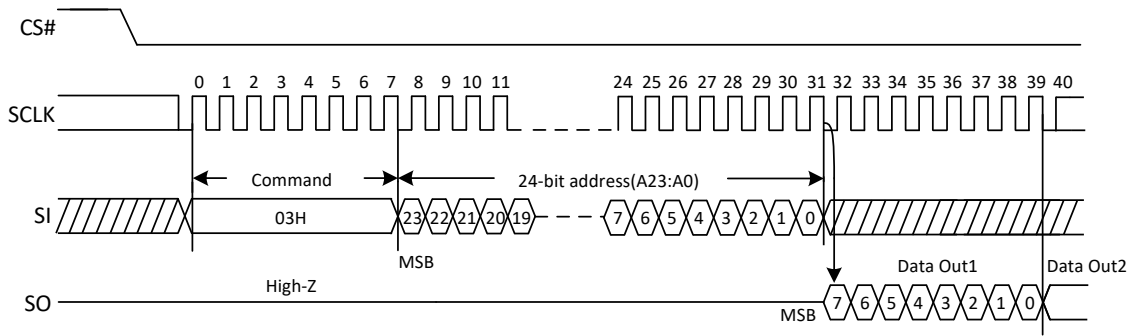 CS#
0 1 2 3 4 5 6 7 8 9 10 11 24 25 26 27 28 29 30 31 32 33 34 35 36 37 38 39 40
SCLK
Command 24-bit address(A23:A0)
SI 03H 23 22 21 20 19 7 6 5 4 3 2 1 0
MSB Data Out1 Data Out2
High-Z
SO MSB 7 6 5 4 3 2 1 0